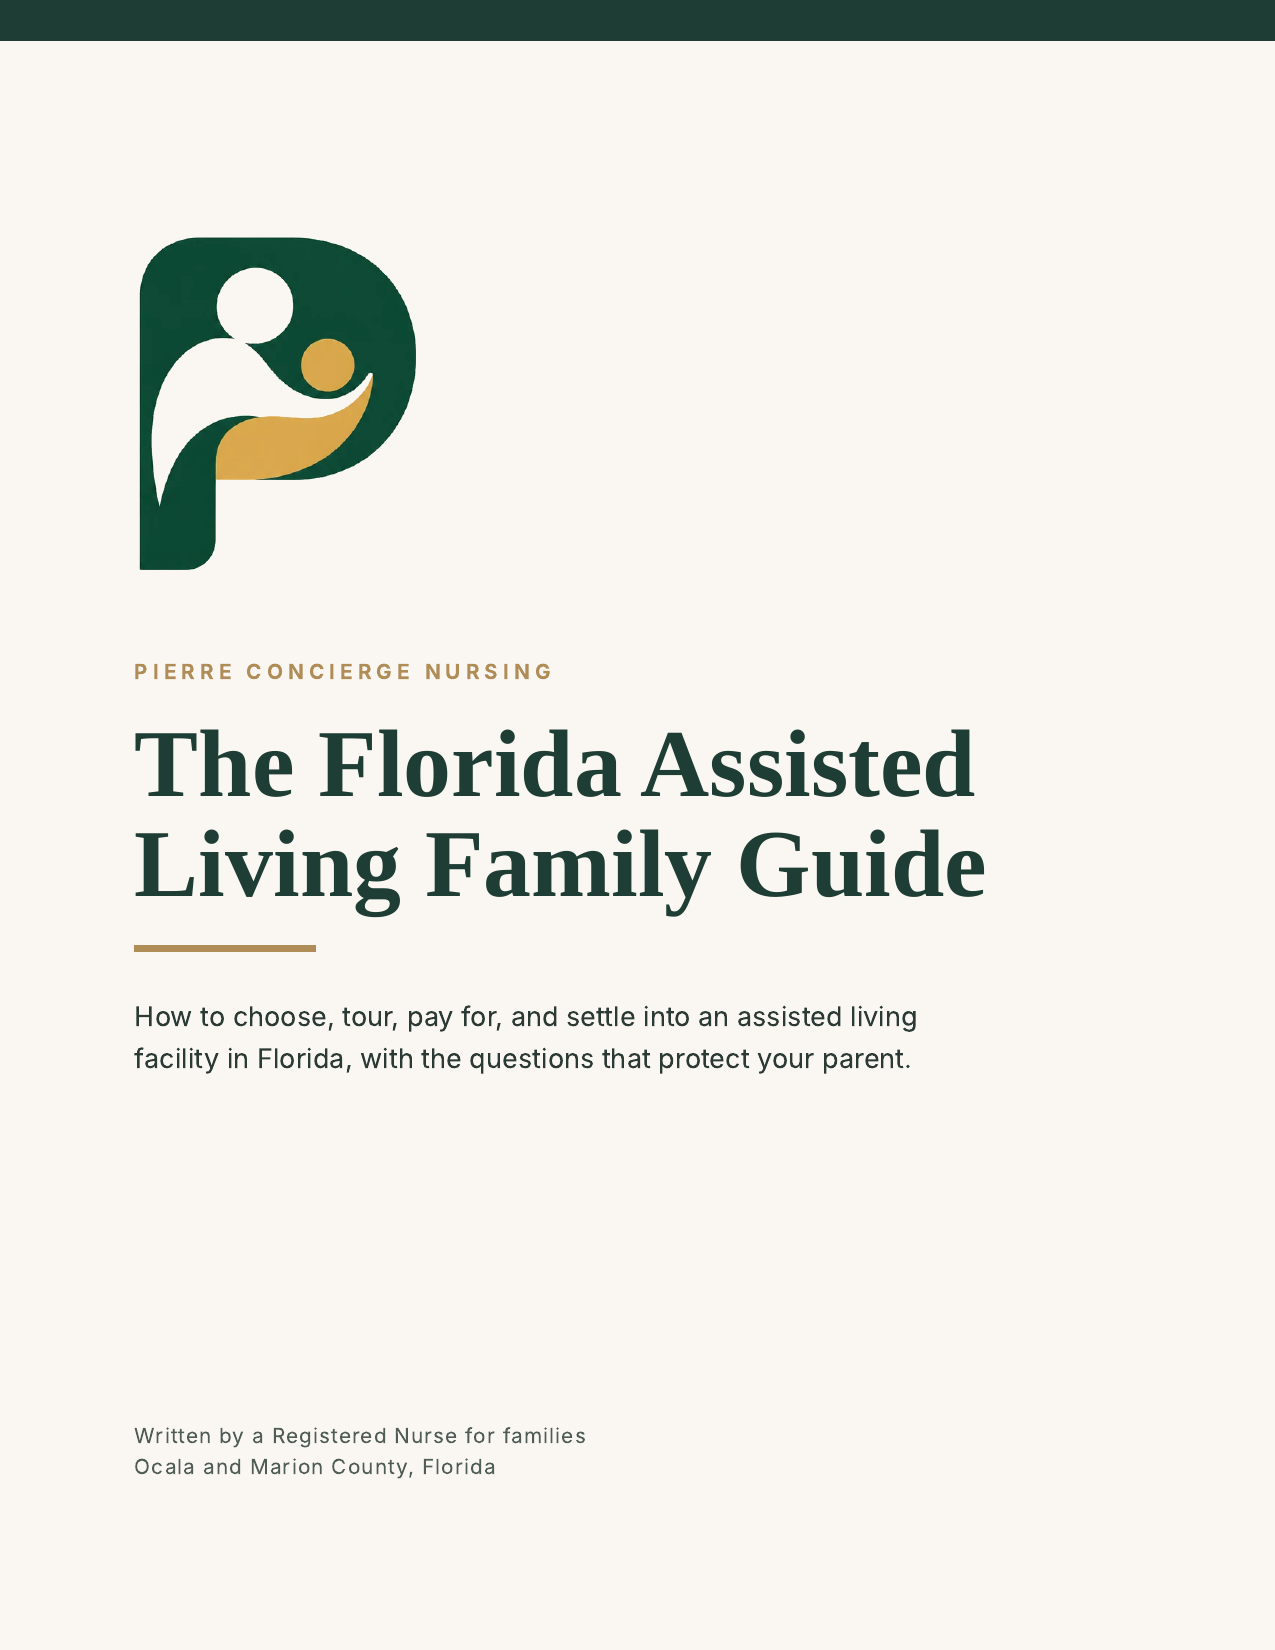 PIERRE CONCIERGE NURSING
The Florida Assisted
Living Family Guide
How to choose, tour, pay for, and settle into an assisted living
facility in Florida, with the questions that protect your parent.
Written by a Registered Nurse for families
Ocala and Marion County, Florida